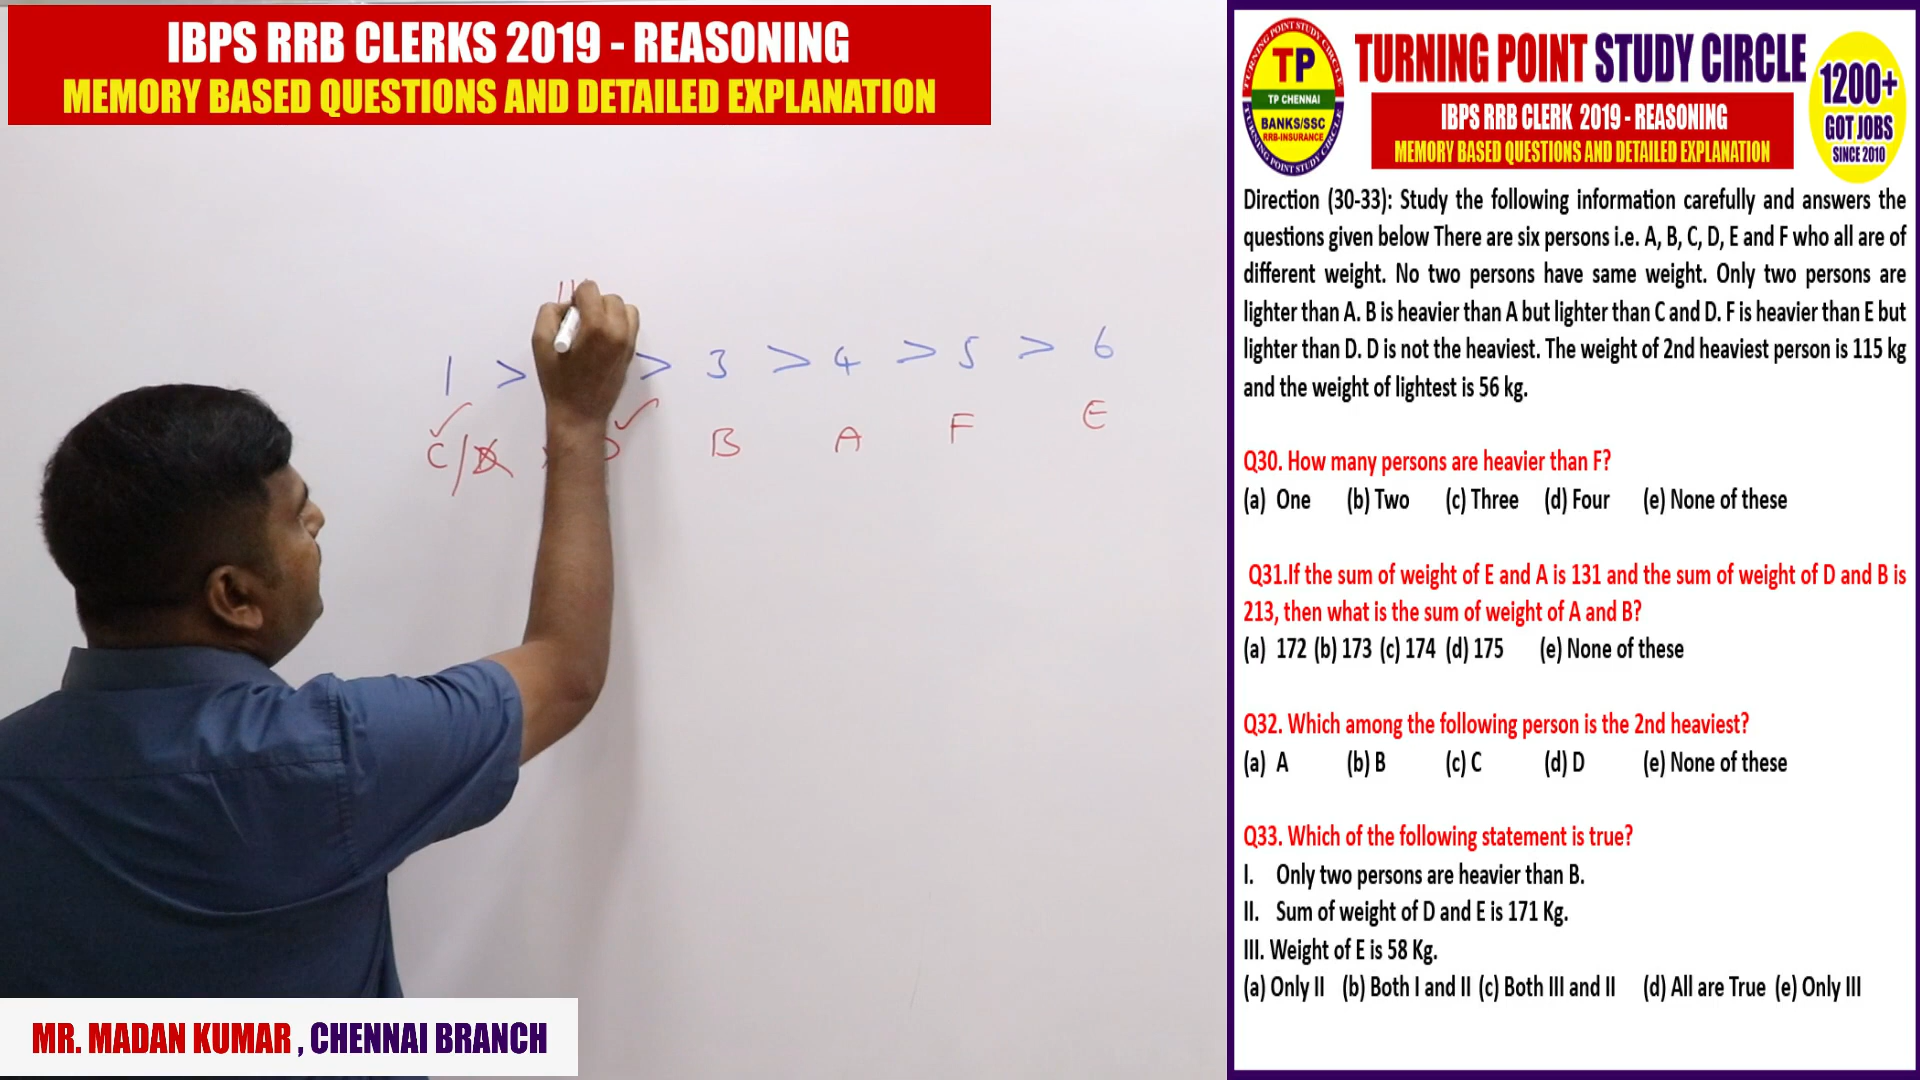 IBPS RRB CLERKS 2019 - REASONING
MEMORY BASED QUESTIONS AND DETAILED EXPLANATION
1 > > 3 > 4 > 5 > 6
C/D B A F E
MR. MADAN KUMAR , CHENNAI BRANCH
TURNING POINT STUDY CIRCLE
TP
TP CHENNAI
BANKS/SSC
RRB-INSURANCE
TURNING POINT STUDY CIRCLE
TURNING POINT STUDY CIRCLE
IBPS RRB CLERK 2019 - REASONING
MEMORY BASED QUESTIONS AND DETAILED EXPLANATION
1200+
GOT JOBS
SINCE 2010
Direction (30-33): Study the following information carefully and answers the
questions given below There are six persons i.e. A, B, C, D, E and F who all are of
different weight. No two persons have same weight. Only two persons are
lighter than A. B is heavier than A but lighter than C and D. F is heavier than E but
lighter than D. D is not the heaviest. The weight of 2nd heaviest person is 115 kg
and the weight of lightest is 56 kg.
Q30. How many persons are heavier than F?
(a) One (b) Two (c) Three (d) Four (e) None of these
Q31.If the sum of weight of E and A is 131 and the sum of weight of D and B is
213, then what is the sum of weight of A and B?
(a) 172 (b) 173 (c) 174 (d) 175 (e) None of these
Q32. Which among the following person is the 2nd heaviest?
(a) A (b) B (c) C (d) D (e) None of these
Q33. Which of the following statement is true?
I. Only two persons are heavier than B.
II. Sum of weight of D and E is 171 Kg.
III. Weight of E is 58 Kg.
(a) Only II (b) Both I and II (c) Both III and II (d) All are True (e) Only III